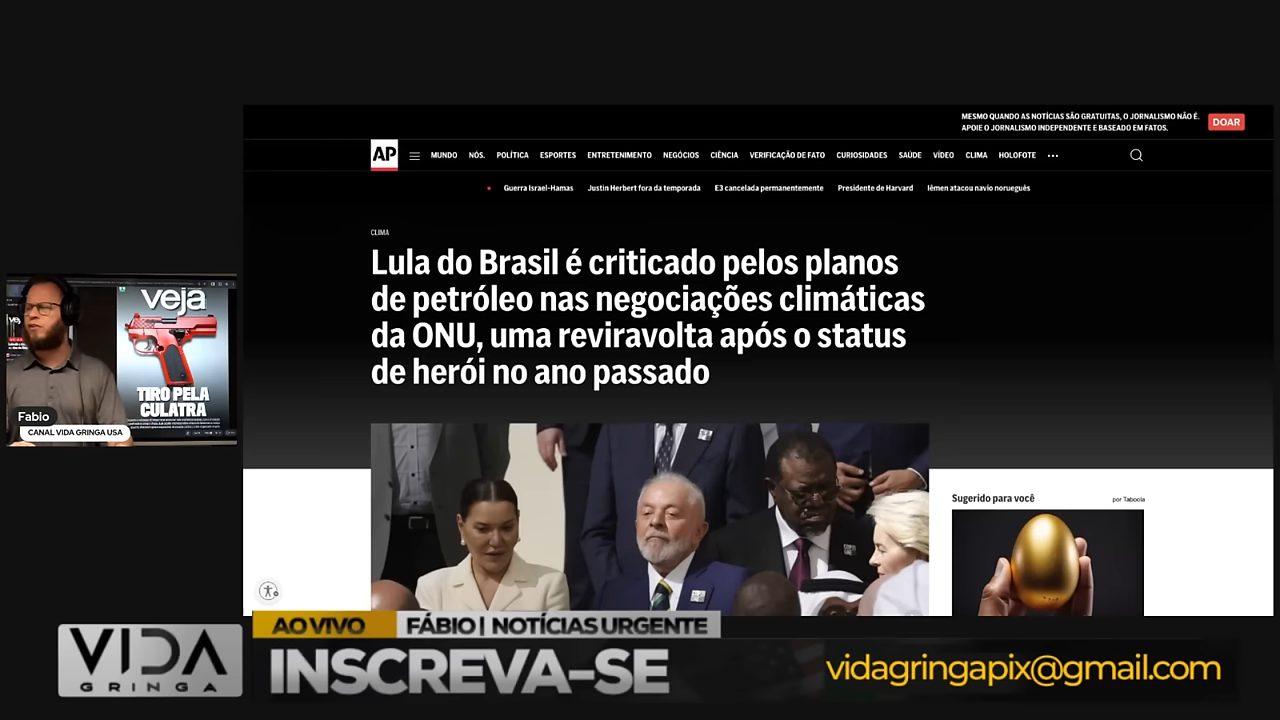 MESMO QUANDO AS NOTÍCIAS SÃO GRATUITAS, O JORNALISMO NÃO É.
APOIE O JORNALISMO INDEPENDENTE E BASEADO EM FATOS.
DOAR
AP
MUNDO NÓS. POLÍTICA ESPORTES ENTRETENIMENTO NEGÓCIOS CIÊNCIA VERIFICAÇÃO DE FATO CURIOSIDADES SAÚDE VÍDEO CLIMA HOLOFOTE
Guerra Israel-Hamas Justin Herbert fora da temporada E3 cancelada permanentemente Presidente de Harvard Iêmen atacou navio norueguês
CLIMA
Lula do Brasil é criticado pelos planos
de petróleo nas negociações climáticas
da ONU, uma reviravolta após o status
de herói no ano passado
veja
TIRO PELA
CULATRA
Fabio
CANAL VIDA GRINGA USA
Sugerido para você
por Taboola
AO VIVO
FÁBIO | NOTÍCIAS URGENTE
VIDA
GRINGA
INSCREVA-SE
vidagringapix@gmail.com